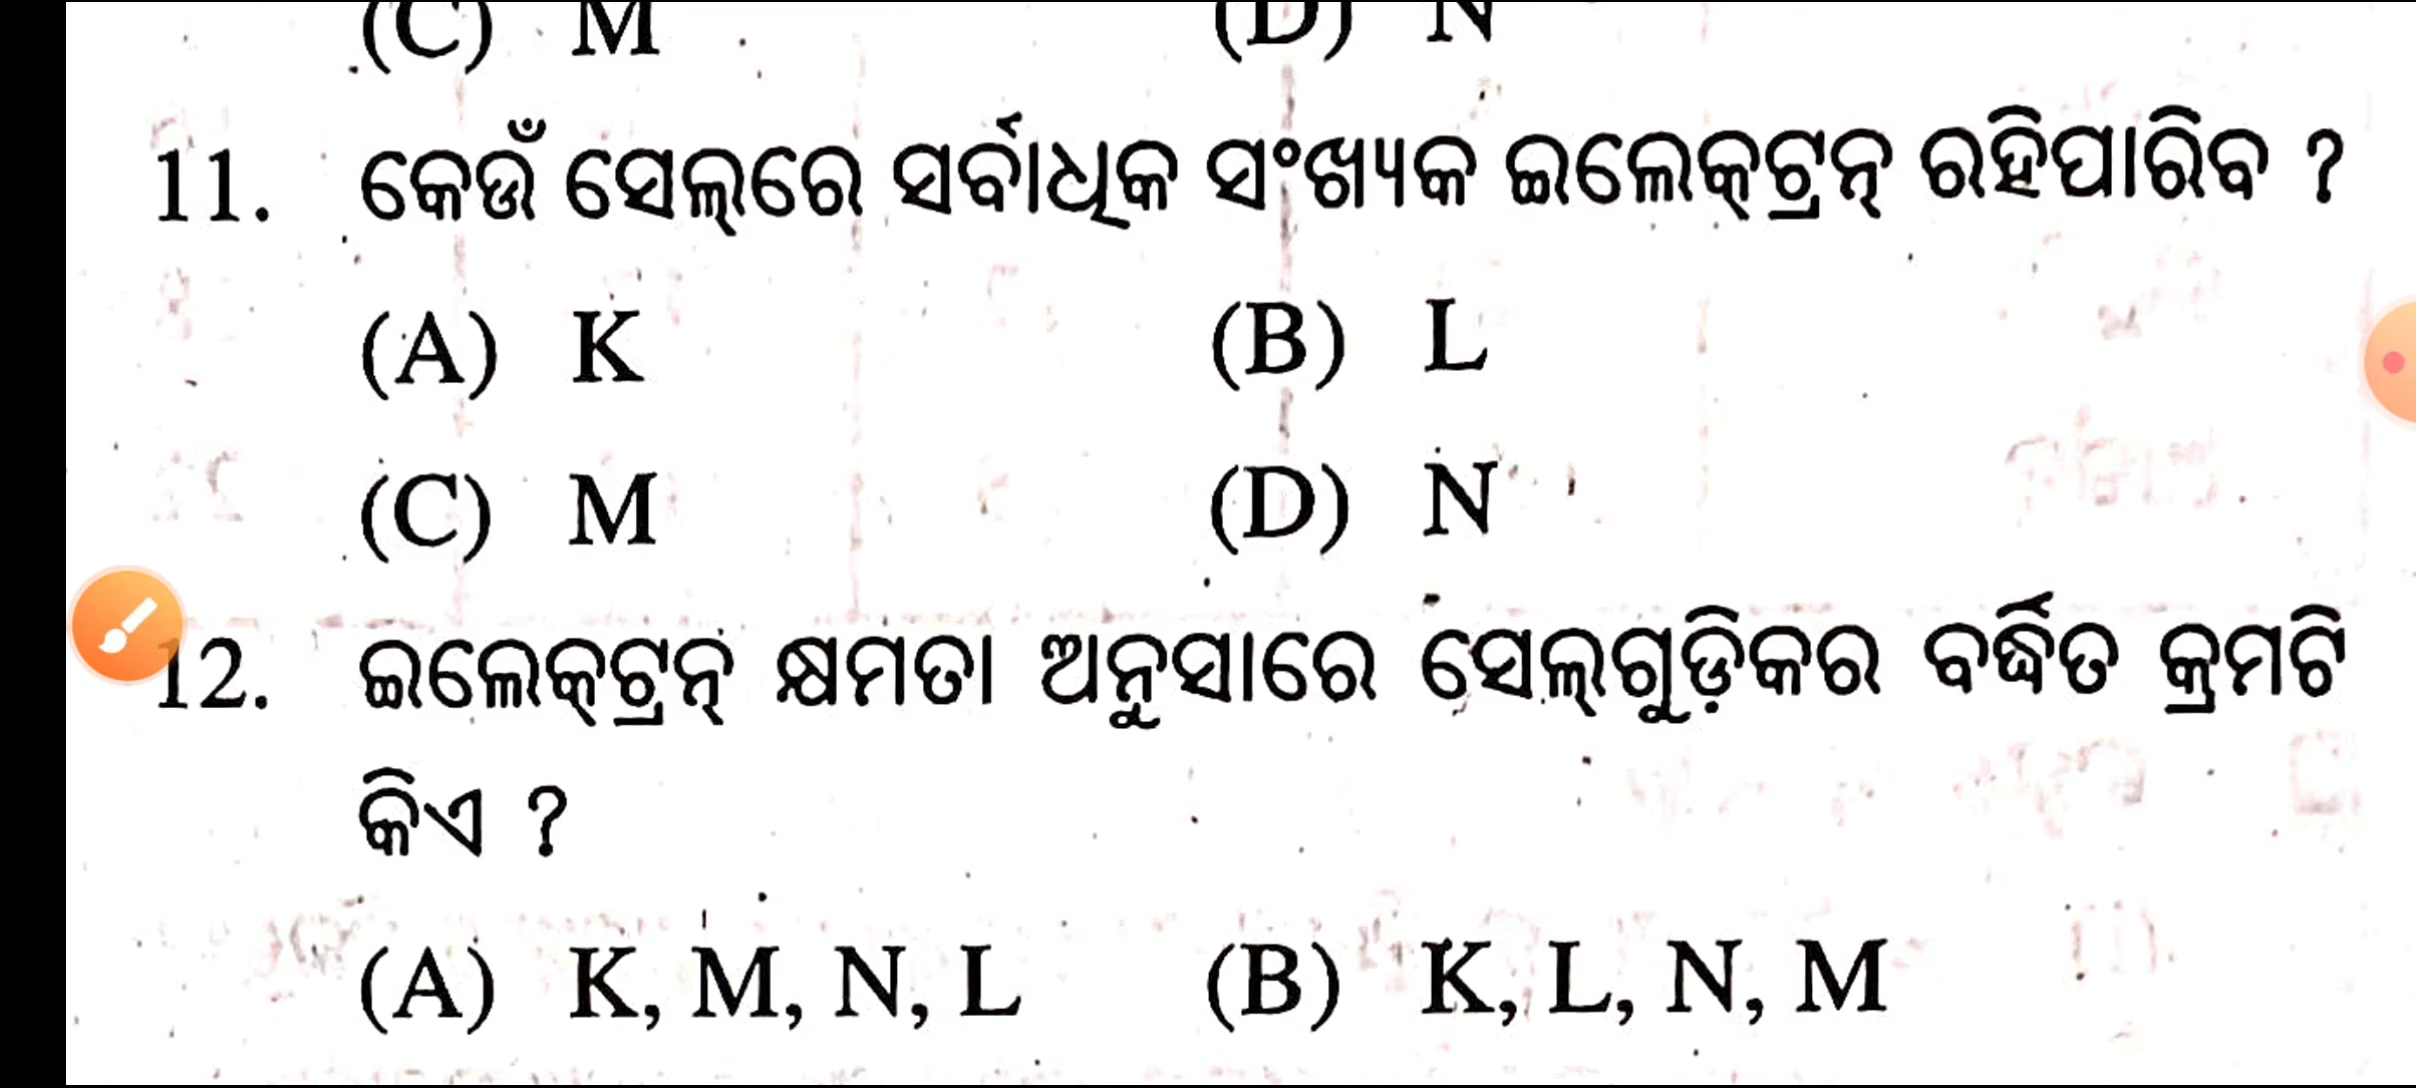 (C) M (D) N
11. କେଉଁ ସେଲ୍‌ରେ ସର୍ବାଧିକ ସଂଖ୍ୟକ ଇଲେକ୍‌ଟ୍ରନ୍ ରହିପାରିବ ?
(A) K (B) L
(C) M (D) N
12. ଇଲେକ୍‌ଟ୍ରନ୍ କ୍ଷମତା ଅନୁସାରେ ସେଲ୍‌ଗୁଡ଼ିକର ବର୍ଦ୍ଧିତ କ୍ରମଟି
କିଏ ?
(A) K, M, N, L (B) K, L, N, M